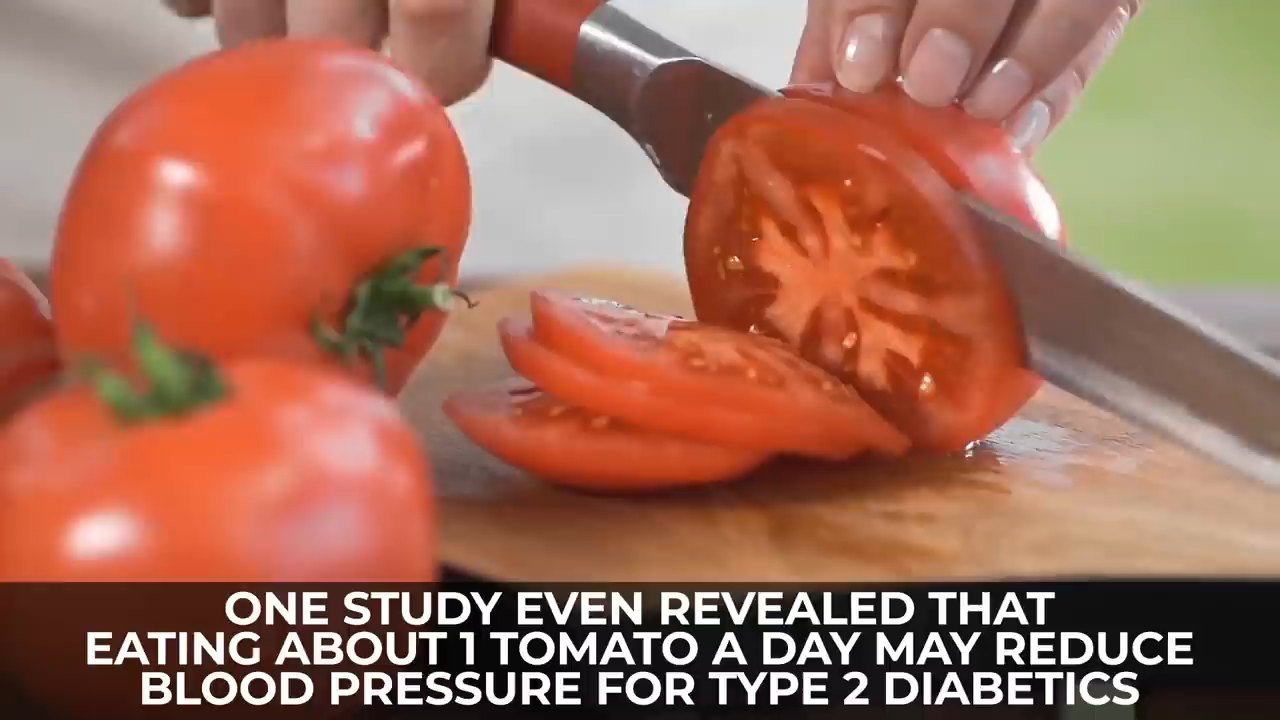 ONE STUDY EVEN REVEALED THAT
EATING ABOUT 1 TOMATO A DAY MAY REDUCE
BLOOD PRESSURE FOR TYPE 2 DIABETICS